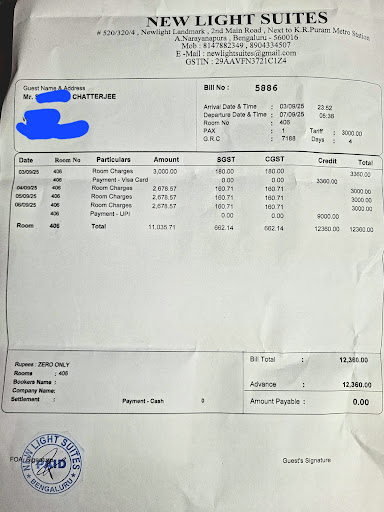 NEW LIGHT SUITES
# 520/320/4 , Newlight Landmark , 2nd Main Road , Next to K.R.Puram Metro Station
A.Narayanapura , Bengaluru - 560016
Mob : 8147882349 , 8904334507
E -Mail : newlightsuites@gmail.com
GSTIN : 29AAVFN3721C1Z4
Guest Name & Address
Mr. S CHATTERJEE
Bill No : 5886
Arrival Date & Time : 03/09/25 23:52
Departure Date & Time : 07/09/25 05:38
Room No : 406
PAX : 1 Tariff : 3000.00
G.R.C : 7188 Days : 4
Date Room No Particulars Amount SGST CGST Credit Total
03/09/25 406 Room Charges 3,000.00 180.00 180.00 3360.00
406 Payment - Visa Card 0.00 0.00 3360.00
04/09/25 406 Room Charges 2,678.57 160.71 160.71 3000.00
05/09/25 406 Room Charges 2,678.57 160.71 160.71 3000.00
06/09/25 406 Room Charges 2,678.57 160.71 160.71 3000.00
406 Payment - UPI 0.00 0.00 9000.00
Room 406 Total 11,035.71 662.14 662.14 12360.00 12360.00
Rupees : ZERO ONLY
Rooms : 406
Bookers Name :
Company Name:
Settlement : Payment - Cash 0
Bill Total : 12,360.00
Advance : 12,360.00
Amount Payable : 0.00
NEW LIGHT SUITES
PAID
BENGALURU
Guest's Signature